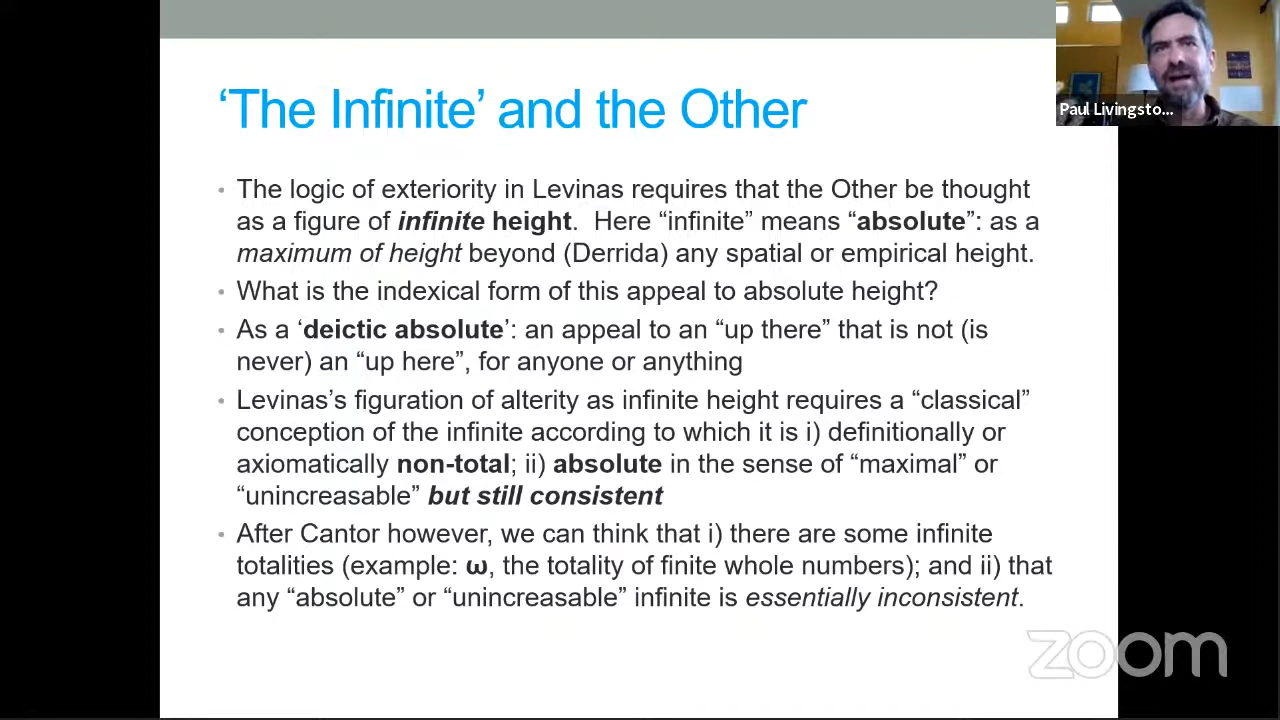 ‘The Infinite’ and the Other
Paul Livingsto...
• The logic of exteriority in Levinas requires that the Other be thought
as a figure of infinite height.  Here “infinite” means “absolute”: as a
maximum of height beyond (Derrida) any spatial or empirical height.
• What is the indexical form of this appeal to absolute height?
• As a ‘deictic absolute’: an appeal to an “up there” that is not (is
never) an “up here”, for anyone or anything
• Levinas’s figuration of alterity as infinite height requires a “classical”
conception of the infinite according to which it is i) definitionally or
axiomatically non-total; ii) absolute in the sense of “maximal” or
“unincreasable” but still consistent
• After Cantor however, we can think that i) there are some infinite
totalities (example: ω, the totality of finite whole numbers); and ii) that
any “absolute” or “unincreasable” infinite is essentially inconsistent.
zoom